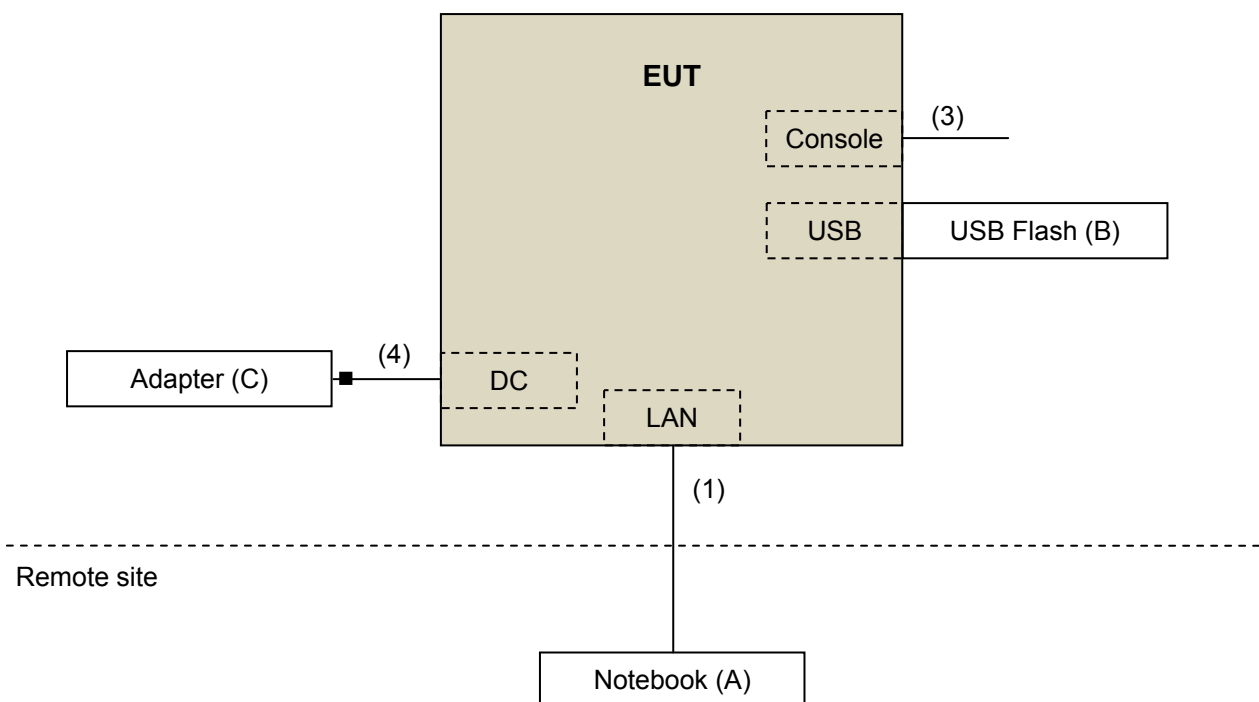 EUT
Console
(3)
USB
USB Flash (B)
Adapter (C)
(4)
DC
LAN
(1)
Remote site
Notebook (A)